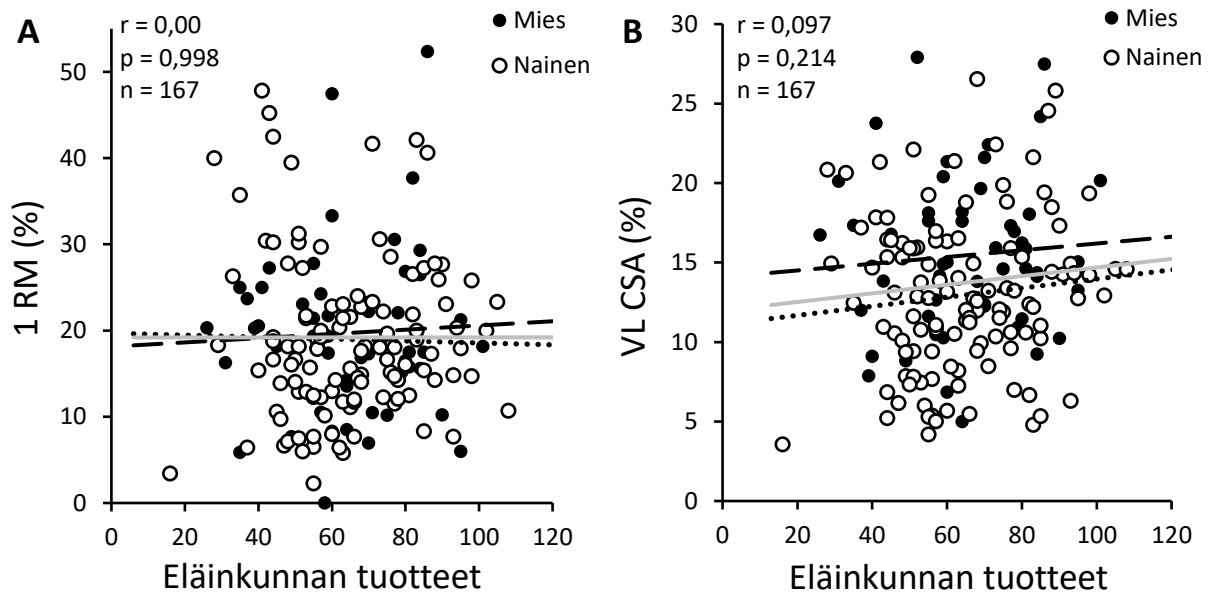 A
r = 0,00
p = 0,998
n = 167
Mies
Nainen
1 RM (%)
50
40
30
20
10
0
0 20 40 60 80 100 120
Eläinkunnan tuotteet
B
r = 0,097
p = 0,214
n = 167
Mies
Nainen
VL CSA (%)
30
25
20
15
10
5
0
0 20 40 60 80 100 120
Eläinkunnan tuotteet